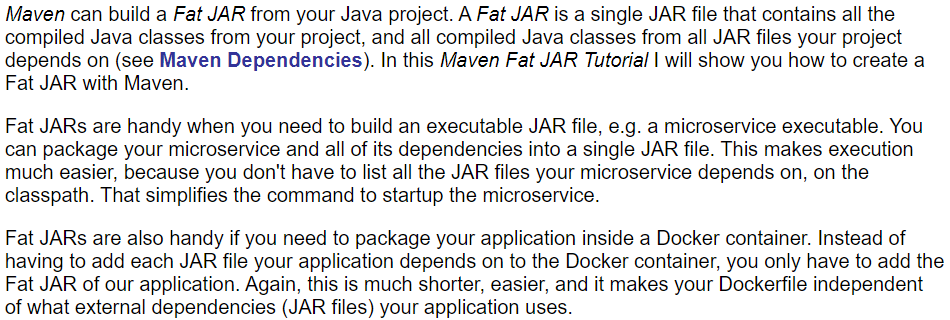 Maven can build a Fat JAR from your Java project. A Fat JAR is a single JAR file that contains all the
compiled Java classes from your project, and all compiled Java classes from all JAR files your project
depends on (see Maven Dependencies). In this Maven Fat JAR Tutorial I will show you how to create a
Fat JAR with Maven.
Fat JARs are handy when you need to build an executable JAR file, e.g. a microservice executable. You
can package your microservice and all of its dependencies into a single JAR file. This makes execution
much easier, because you don't have to list all the JAR files your microservice depends on, on the
classpath. That simplifies the command to startup the microservice.
Fat JARs are also handy if you need to package your application inside a Docker container. Instead of
having to add each JAR file your application depends on to the Docker container, you only have to add the
Fat JAR of our application. Again, this is much shorter, easier, and it makes your Dockerfile independent
of what external dependencies (JAR files) your application uses.